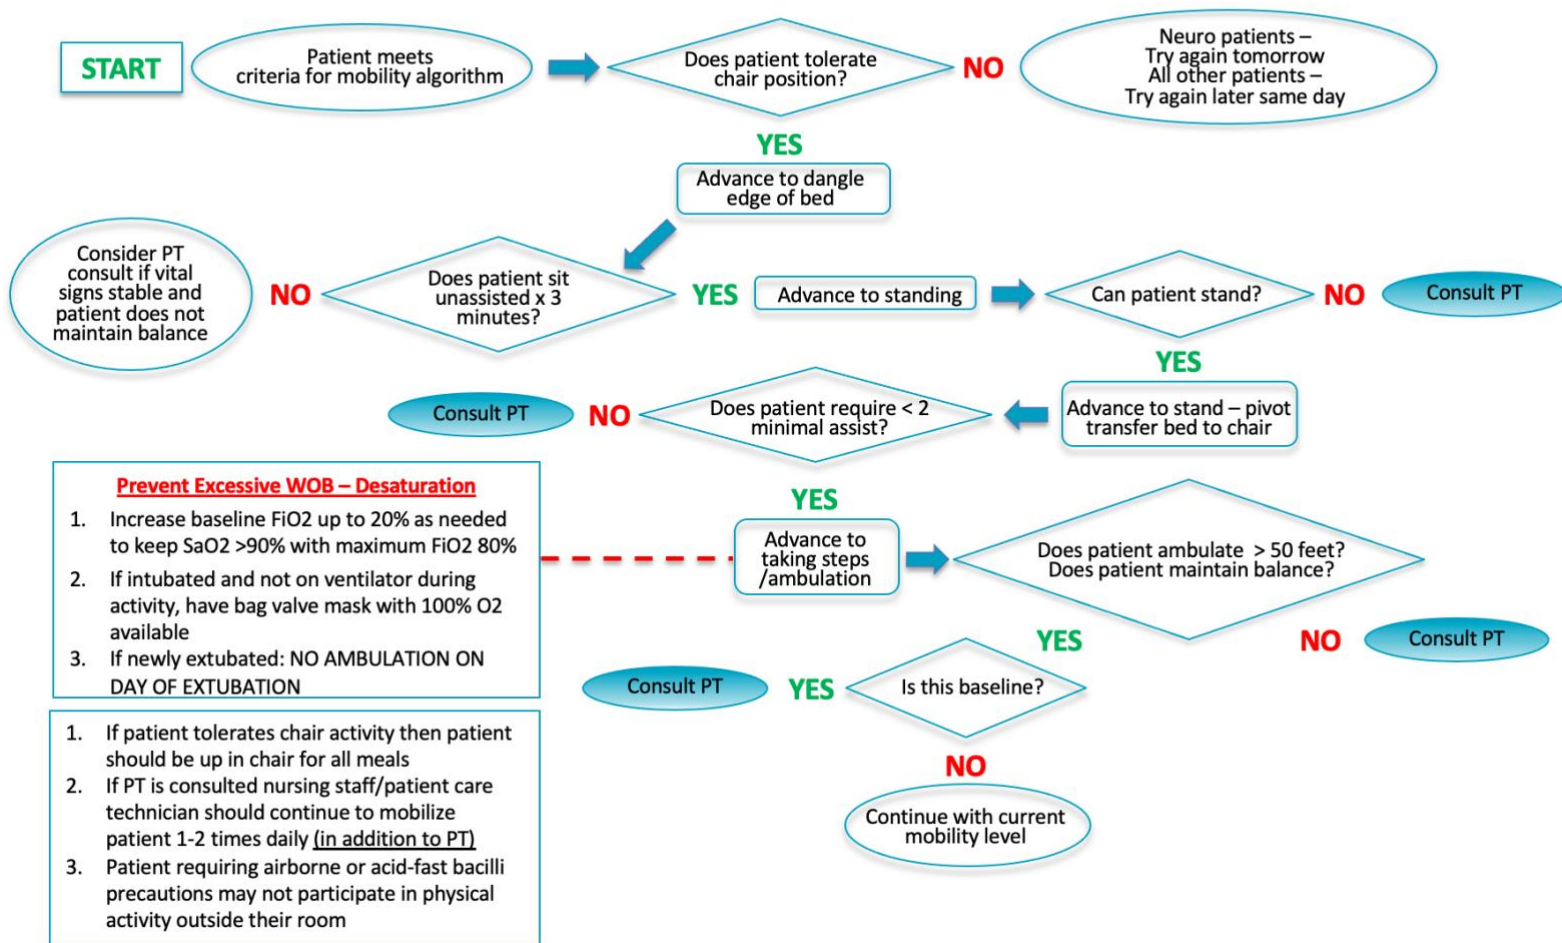 START
Patient meets
criteria for mobility algorithm
Does patient tolerate
chair position?
NO
Neuro patients –
Try again tomorrow
All other patients –
Try again later same day
YES
Advance to dangle
edge of bed
Consider PT
consult if vital
signs stable and
patient does not
maintain balance
NO
Does patient sit
unassisted x 3
minutes?
YES
Advance to standing
Can patient stand?
NO
Consult PT
YES
Consult PT
NO
Does patient require < 2
minimal assist?
Advance to stand – pivot
transfer bed to chair
YES
Prevent Excessive WOB – Desaturation
1. Increase baseline FiO2 up to 20% as needed
to keep SaO2 >90% with maximum FiO2 80%
2. If intubated and not on ventilator during
activity, have bag valve mask with 100% O2
available
3. If newly extubated: NO AMBULATION ON
DAY OF EXTUBATION
Advance to
taking steps
/ambulation
Does patient ambulate > 50 feet?
Does patient maintain balance?
YES
NO
Consult PT
Consult PT
YES
Is this baseline?
NO
Continue with current
mobility level
1. If patient tolerates chair activity then patient
should be up in chair for all meals
2. If PT is consulted nursing staff/patient care
technician should continue to mobilize
patient 1-2 times daily (in addition to PT)
3. Patient requiring airborne or acid-fast bacilli
precautions may not participate in physical
activity outside their room